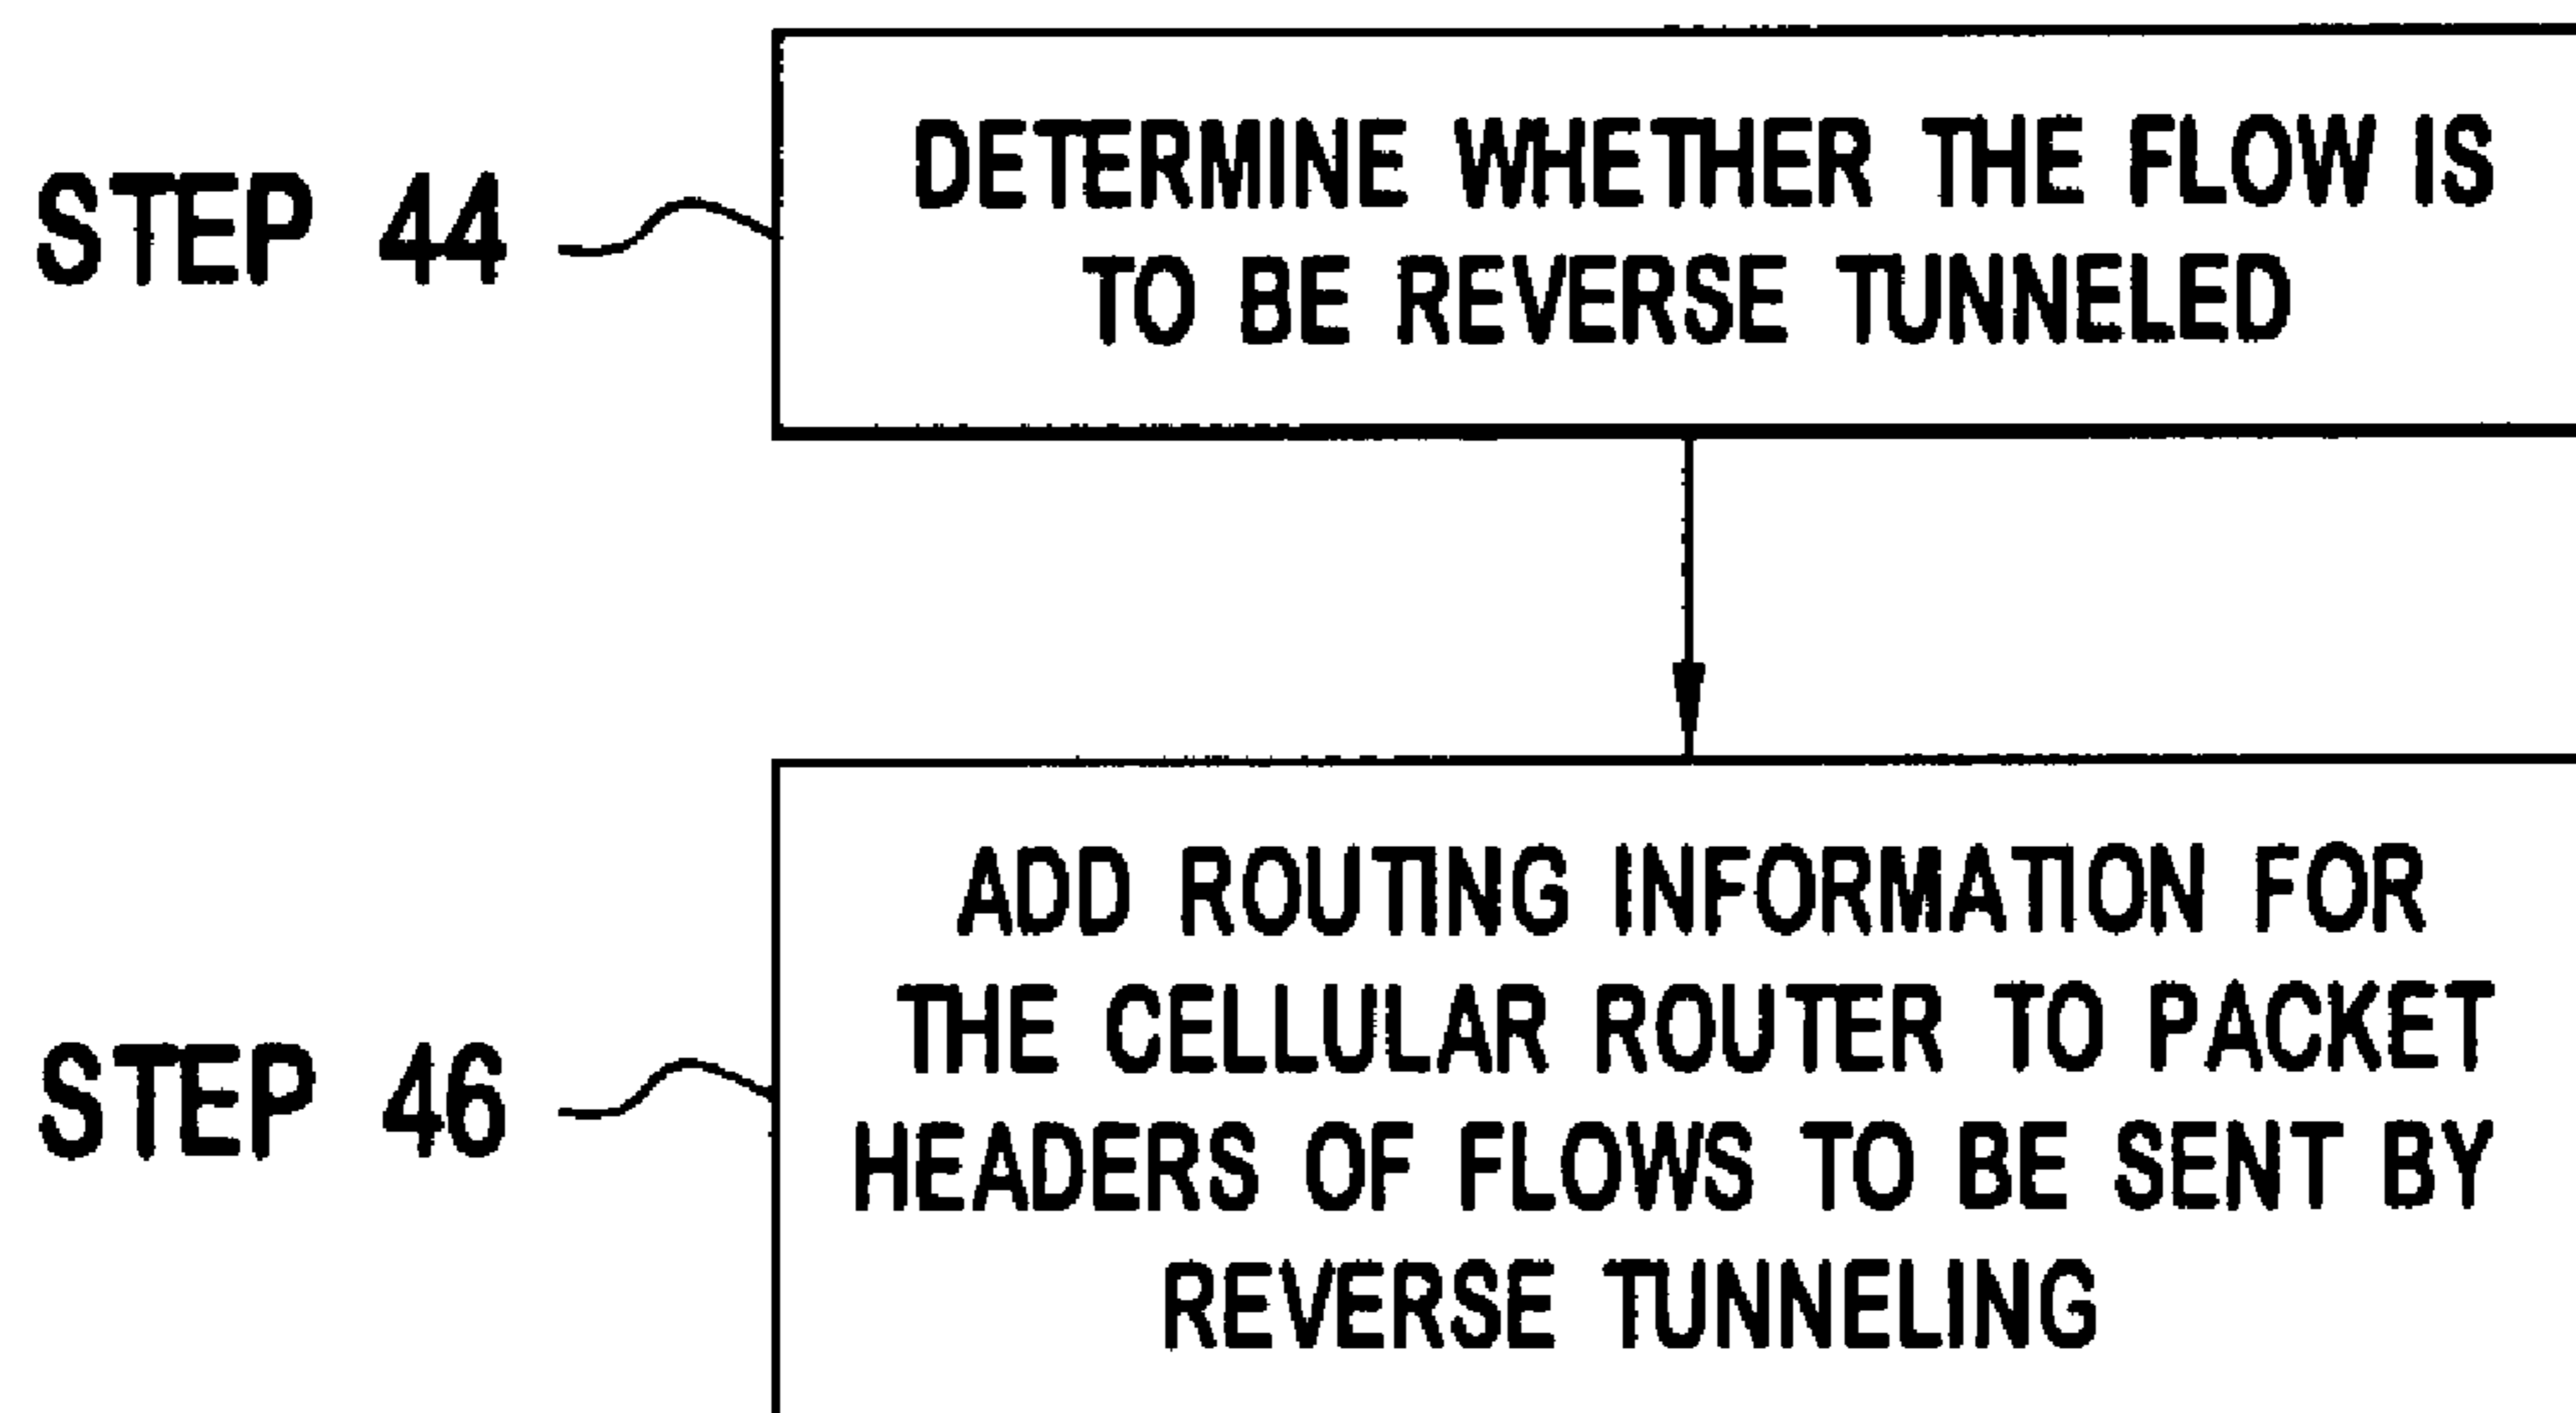 STEP 44
DETERMINE WHETHER THE FLOW IS
TO BE REVERSE TUNNELED
STEP 46
ADD ROUTING INFORMATION FOR
THE CELLULAR ROUTER TO PACKET
HEADERS OF FLOWS TO BE SENT BY
REVERSE TUNNELING